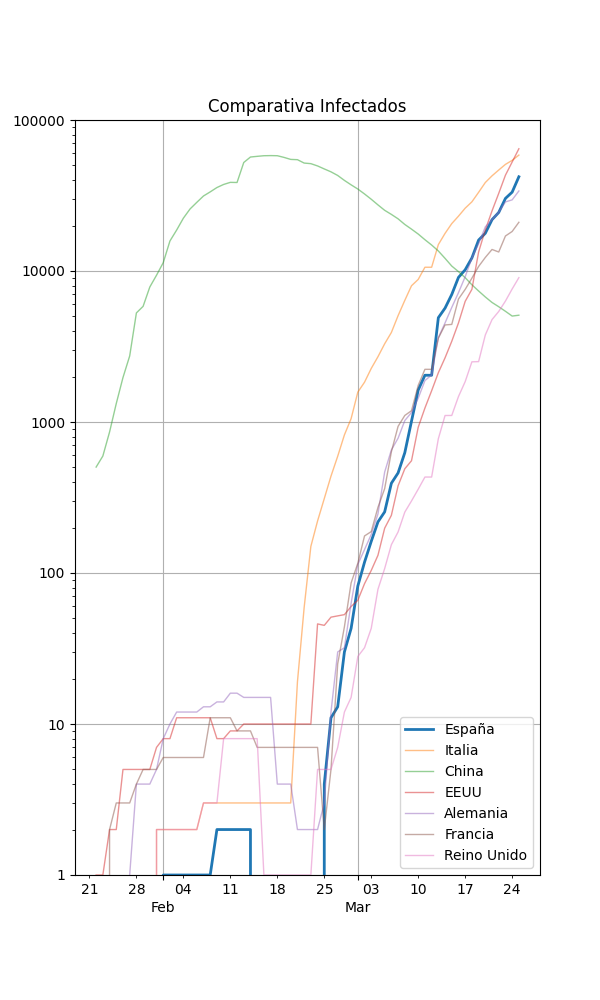 Comparativa Infectados
100000
10000
1000
100
10
1
España
Italia
China
EEUU
Alemania
Francia
Reino Unido
21 28 04 11 18 25 03 10 17 24
Feb Mar